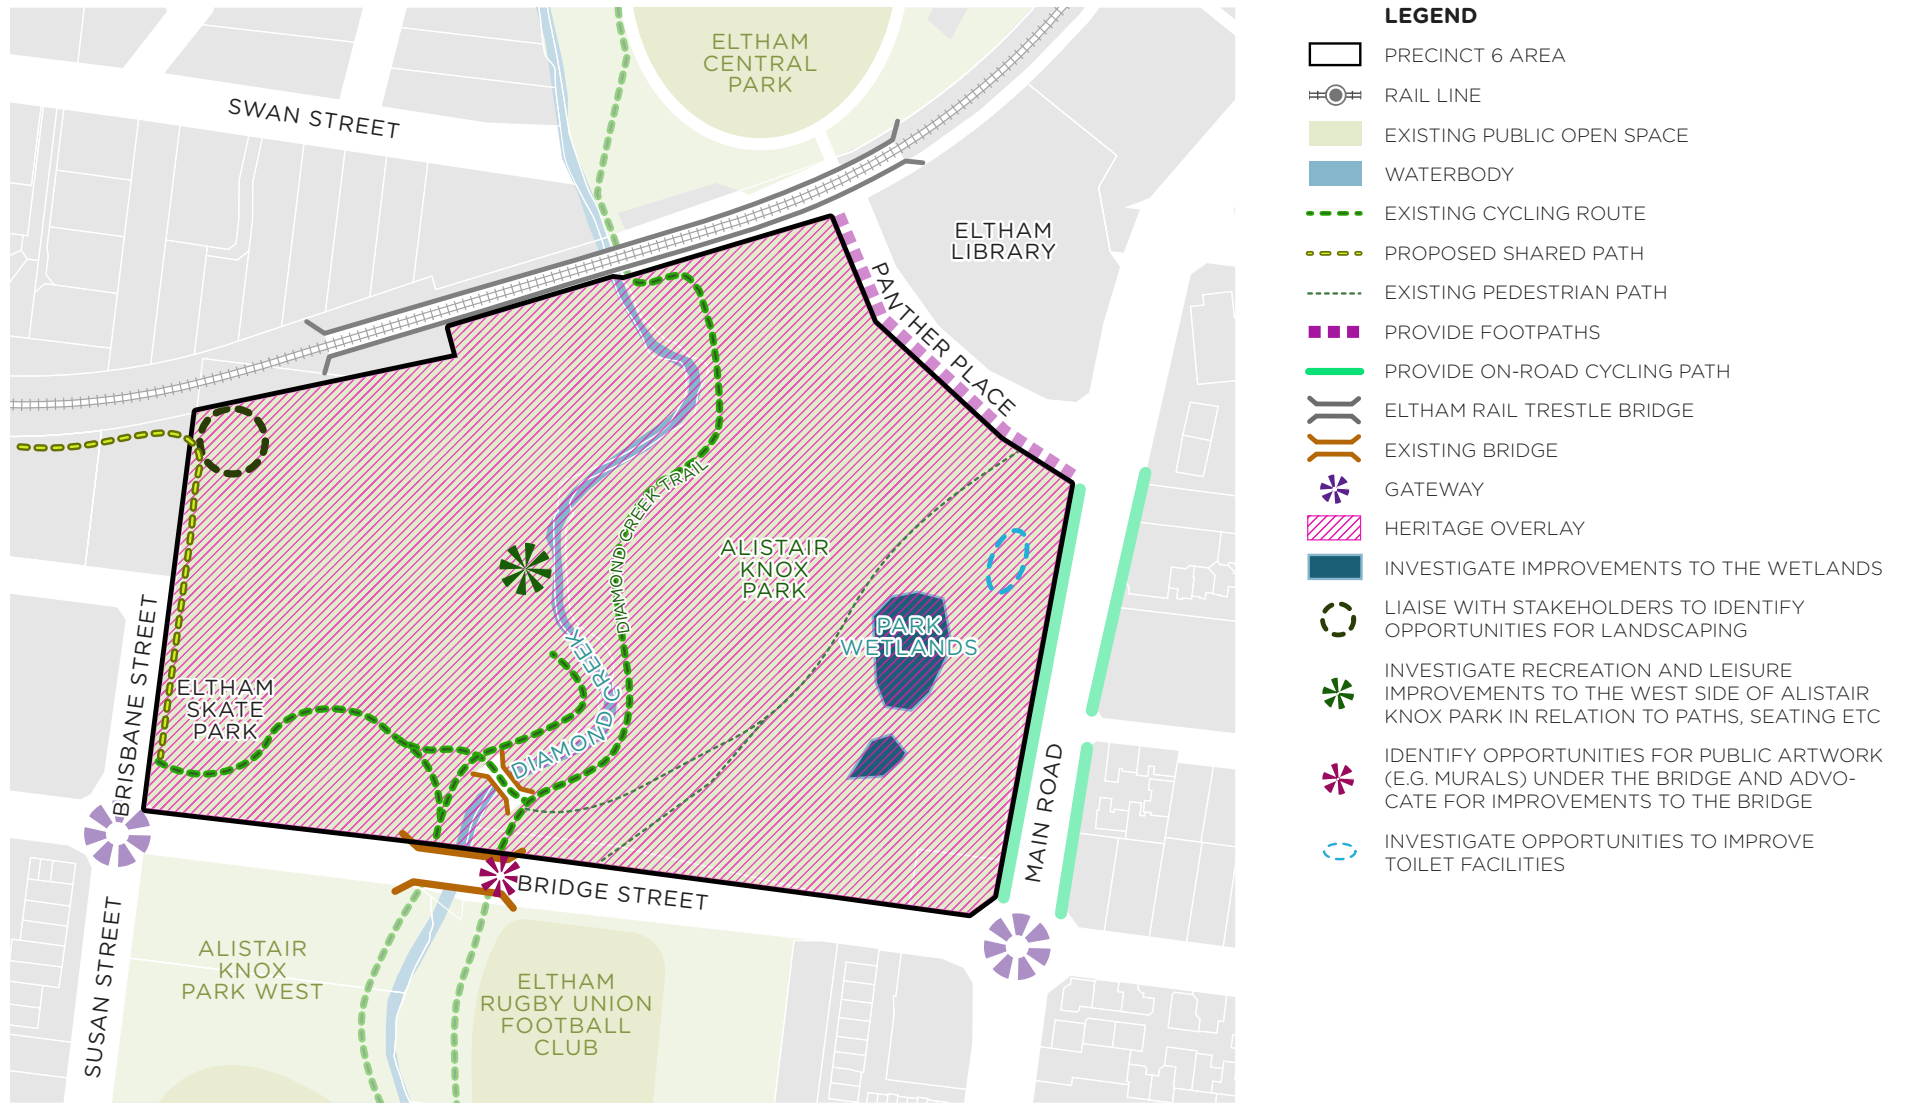 ELTHAM
CENTRAL
PARK
SWAN STREET
ELTHAM
LIBRARY
PANTHER PLACE
DIAMOND CREEK TRAIL
ALISTAIR
KNOX
PARK
PARK
WETLANDS
DIAMOND CREEK
ELTHAM
SKATE
PARK
BRISBANE STREET
MAIN ROAD
BRIDGE STREET
SUSAN STREET
ALISTAIR
KNOX
PARK WEST
ELTHAM
RUGBY UNION
FOOTBALL
CLUB
LEGEND
PRECINCT 6 AREA
RAIL LINE
EXISTING PUBLIC OPEN SPACE
WATERBODY
EXISTING CYCLING ROUTE
PROPOSED SHARED PATH
EXISTING PEDESTRIAN PATH
PROVIDE FOOTPATHS
PROVIDE ON-ROAD CYCLING PATH
ELTHAM RAIL TRESTLE BRIDGE
EXISTING BRIDGE
GATEWAY
HERITAGE OVERLAY
INVESTIGATE IMPROVEMENTS TO THE WETLANDS
LIAISE WITH STAKEHOLDERS TO IDENTIFY
OPPORTUNITIES FOR LANDSCAPING
INVESTIGATE RECREATION AND LEISURE
IMPROVEMENTS TO THE WEST SIDE OF ALISTAIR
KNOX PARK IN RELATION TO PATHS, SEATING ETC
IDENTIFY OPPORTUNITIES FOR PUBLIC ARTWORK
(E.G. MURALS) UNDER THE BRIDGE AND ADVO-
CATE FOR IMPROVEMENTS TO THE BRIDGE
INVESTIGATE OPPORTUNITIES TO IMPROVE
TOILET FACILITIES